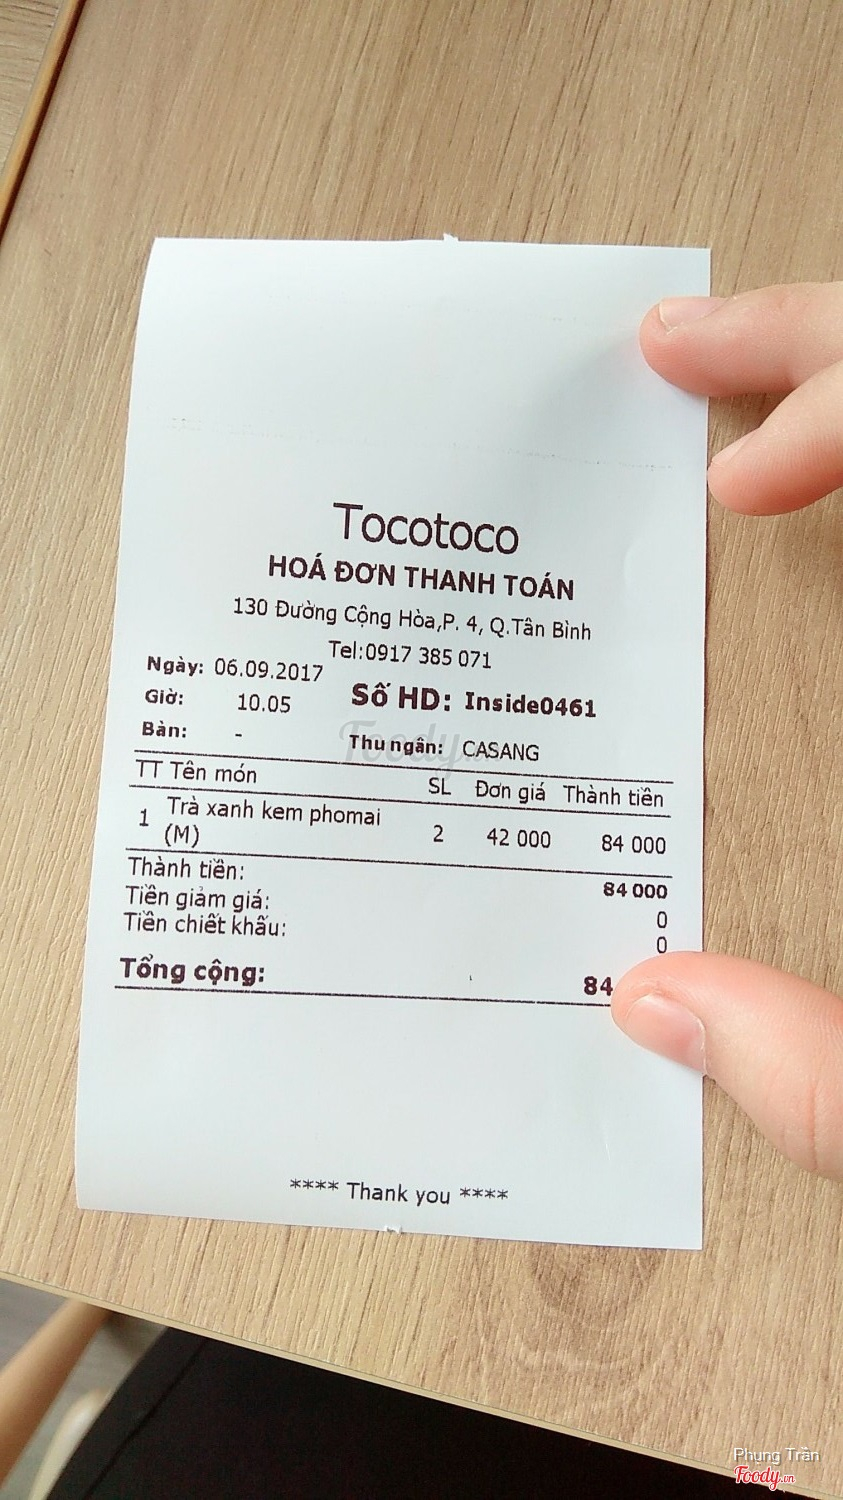 Tocotoco
HOÁ ĐƠN THANH TOÁN
130 Đường Cộng Hòa,P. 4, Q.Tân Bình
Tel:0917 385 071
Ngày: 06.09.2017
Giờ: 10.05 Số HD: Inside0461
Bàn: - Thu ngân: CASANG
TT Tên món SL Đơn giá Thành tiền
1 Trà xanh kem phomai (M) 2 42 000 84 000
Thành tiền: 84 000
Tiền giảm giá: 0
Tiền chiết khấu: 0
Tổng cộng: 84
**** Thank you ****
Foody.vn
Phụng Trần
Foody.vn